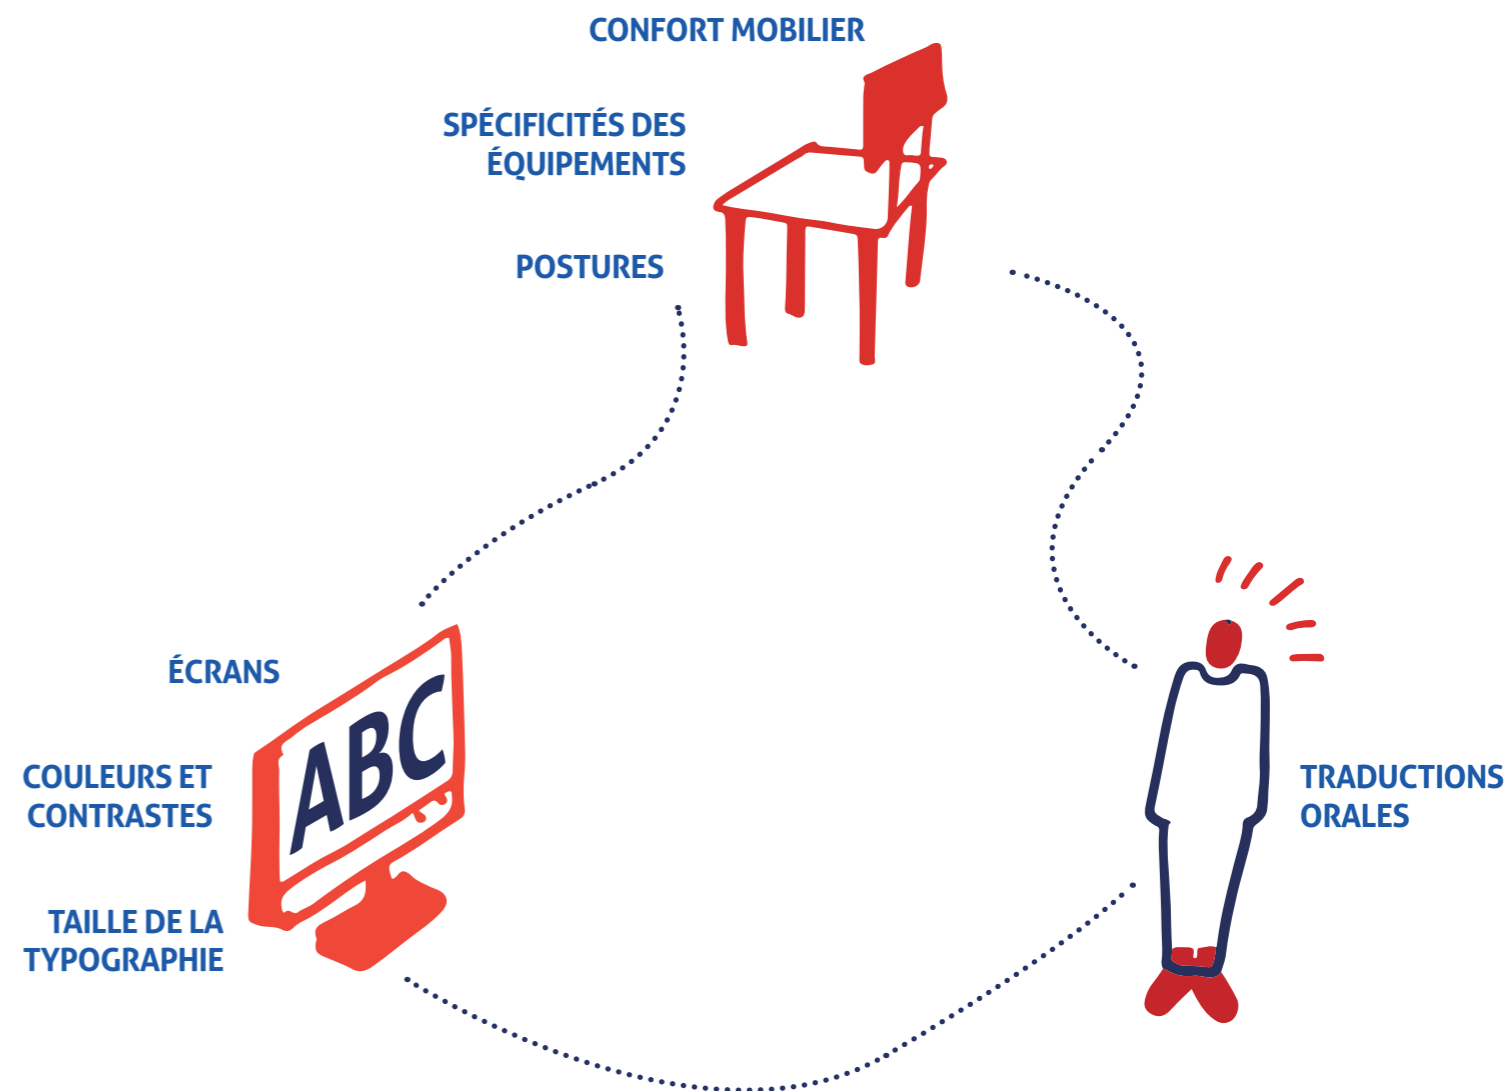 CONFORT MOBILIER
SPÉCIFICITÉS DES
ÉQUIPEMENTS
POSTURES
ÉCRANS
ABC
COULEURS ET
CONTRASTES
TAILLE DE LA
TYPOGRAPHIE
TRADUCTIONS
ORALES